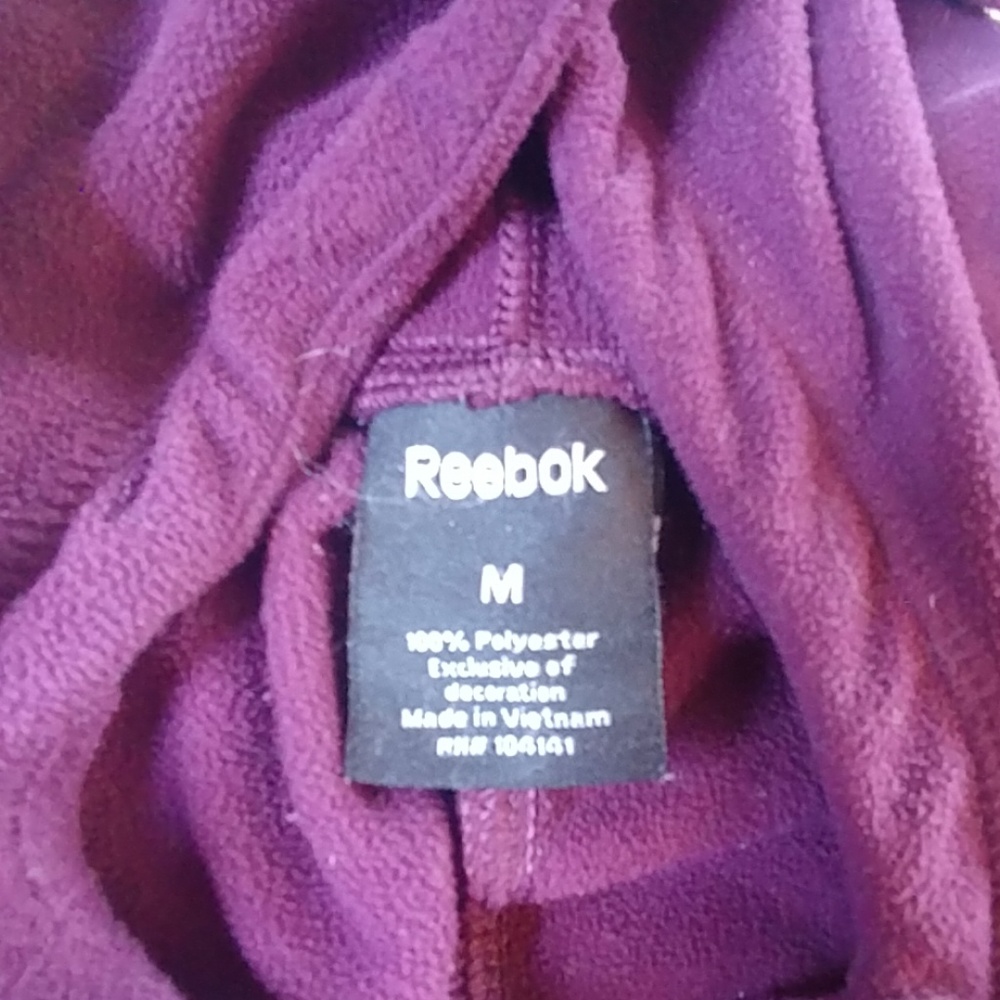 Reebok
M
100% Polyester
Exclusive of
decoration
Made in Vietnam
RN# 104141